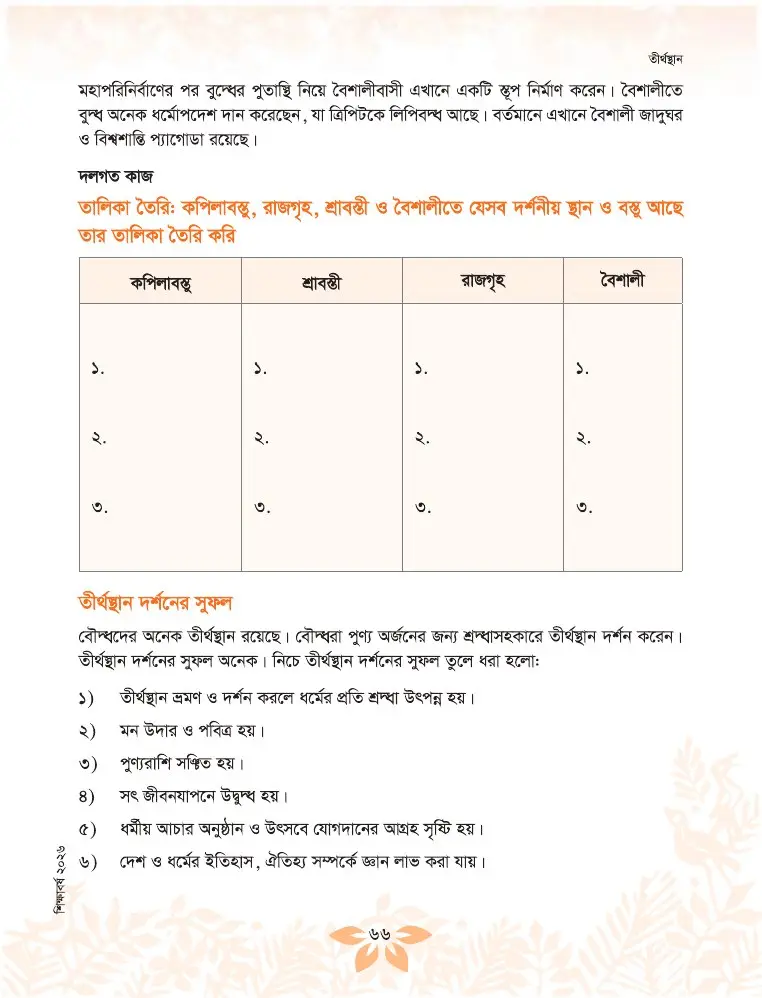 তীর্থস্থান
মহাপরিনির্বাণের পর বুদ্ধের পুতাস্থি নিয়ে বৈশালীবাসী এখানে একটি স্তূপ নির্মাণ করেন। বৈশালীতে
বুদ্ধ অনেক ধর্মোপদেশ দান করেছেন, যা ত্রিপিটকে লিপিবদ্ধ আছে। বর্তমানে এখানে বৈশালী জাদুঘর
ও বিশ্বশান্তি প্যাগোডা রয়েছে।
দলগত কাজ
তালিকা তৈরি: কপিলাবস্তু, রাজগৃহ, শ্রাবস্তী ও বৈশালীতে যেসব দর্শনীয় স্থান ও বস্তু আছে
তার তালিকা তৈরি করি
কপিলাবস্তু শ্রাবস্তী রাজগৃহ বৈশালী
১. ১. ১. ১.
২. ২. ২. ২.
৩. ৩. ৩. ৩.
তীর্থস্থান দর্শনের সুফল
বৌদ্ধদের অনেক তীর্থস্থান রয়েছে। বৌদ্ধরা পুণ্য অর্জনের জন্য শ্রদ্ধাসহকারে তীর্থস্থান দর্শন করেন।
তীর্থস্থান দর্শনের সুফল অনেক। নিচে তীর্থস্থান দর্শনের সুফল তুলে ধরা হলো:
১) তীর্থস্থান ভ্রমণ ও দর্শন করলে ধর্মের প্রতি শ্রদ্ধা উৎপন্ন হয়।
২) মন উদার ও পবিত্র হয়।
৩) পুণ্যরাশি সঞ্চিত হয়।
৪) সৎ জীবনযাপনে উদ্বুদ্ধ হয়।
৫) ধর্মীয় আচার অনুষ্ঠান ও উৎসবে যোগদানের আগ্রহ সৃষ্টি হয়।
৬) দেশ ও ধর্মের ইতিহাস, ঐতিহ্য সম্পর্কে জ্ঞান লাভ করা যায়।
শিক্ষাবর্ষ ২০২৬
৬৬